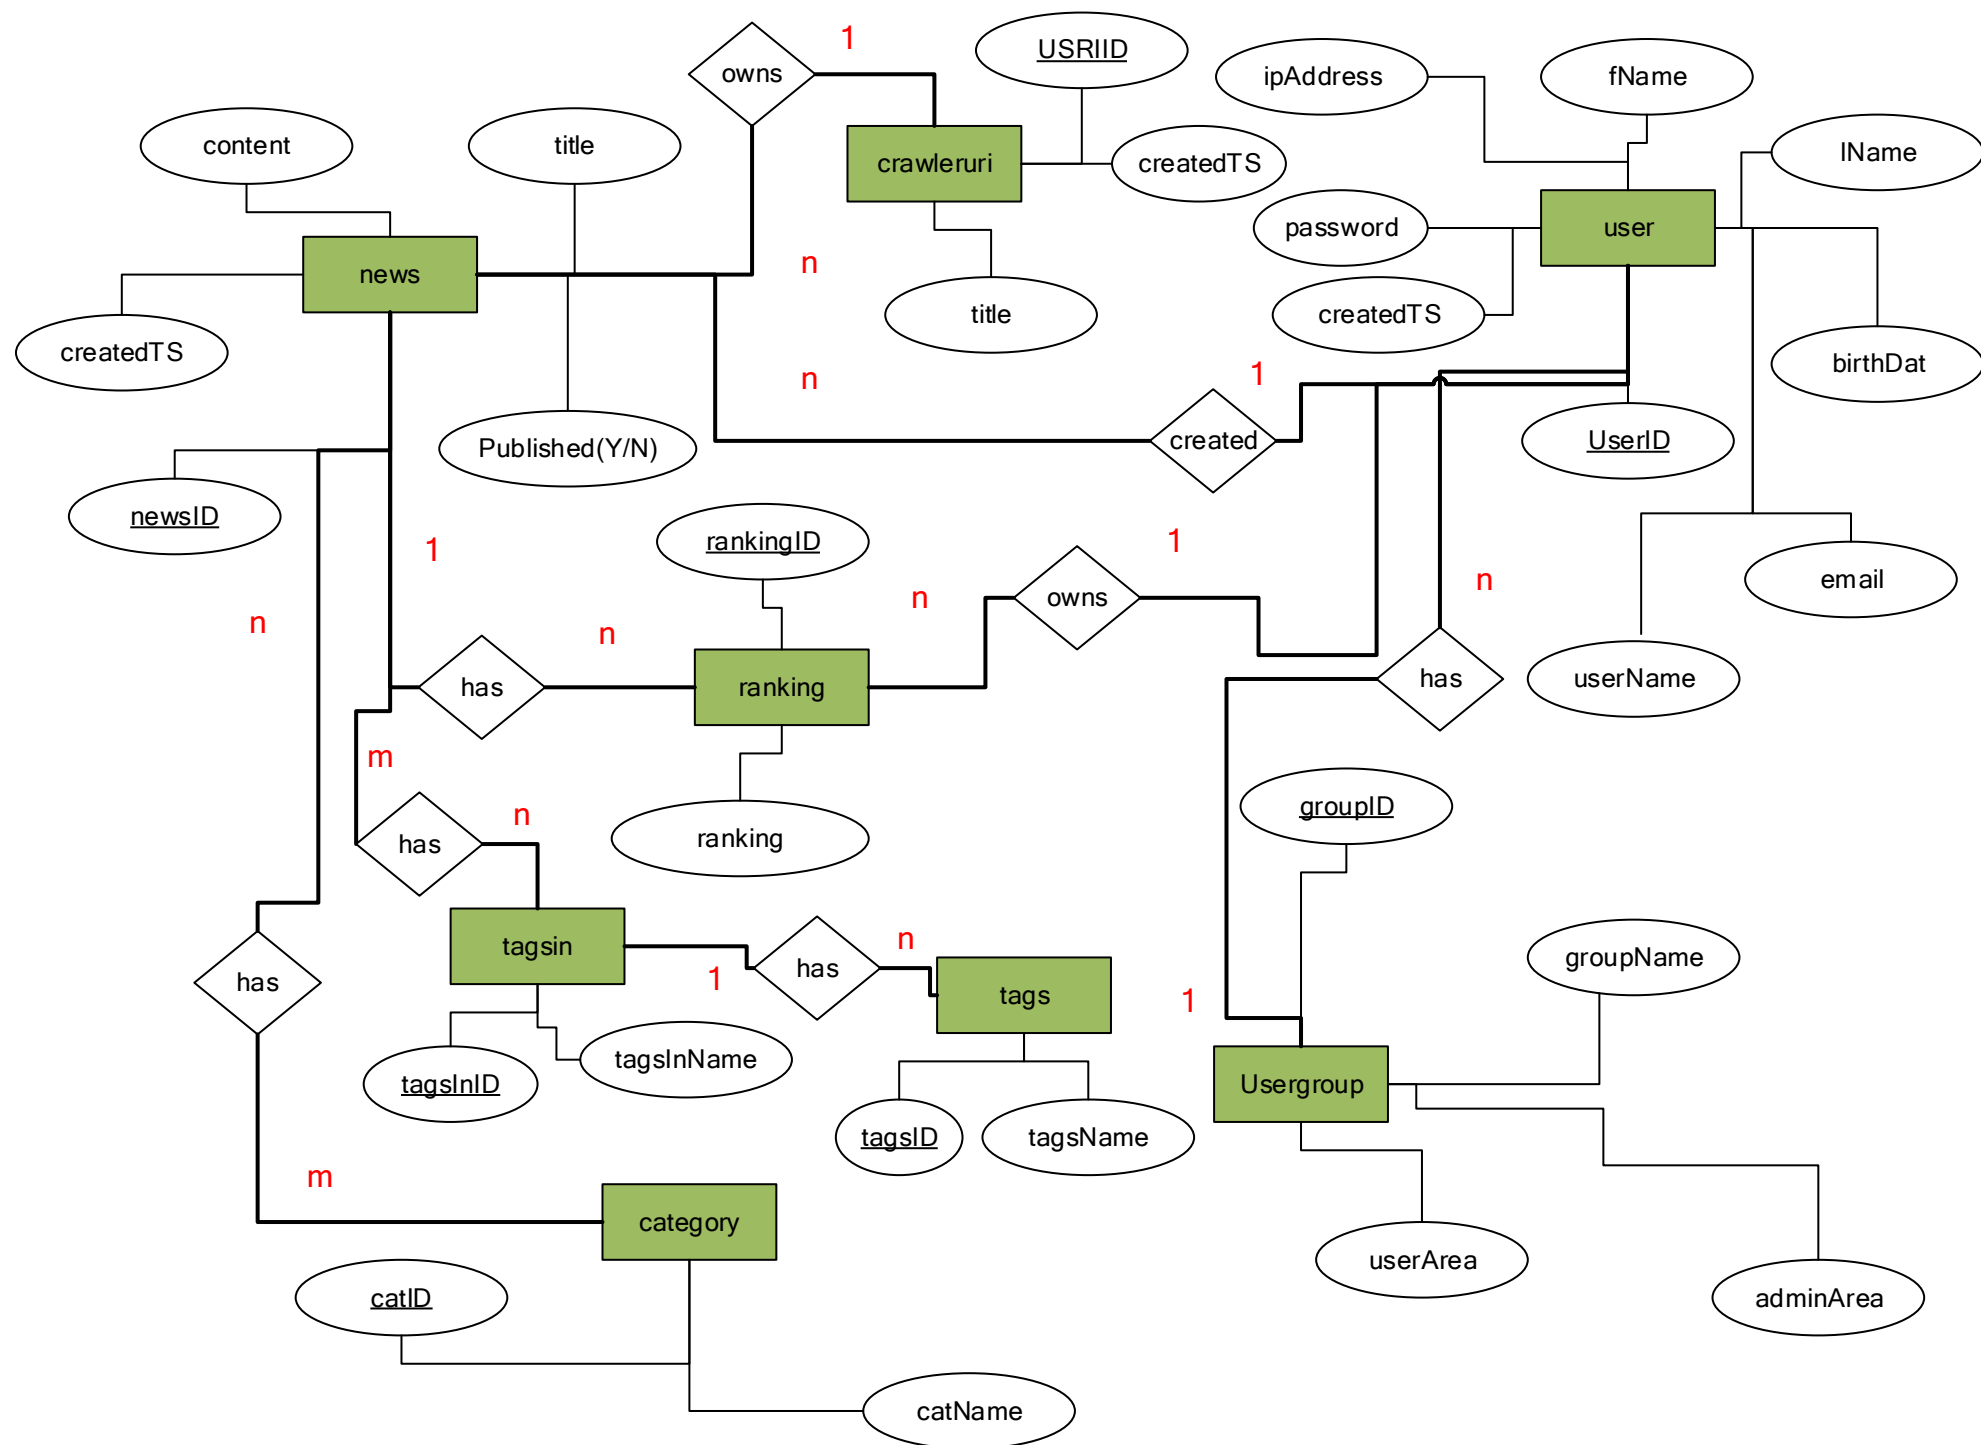 1
USRIID
owns
ipAddress
fName
content
title
crawleruri
createdTS
lName
password
user
news
n
title
createdTS
createdTS
birthDat
n
1
created
UserID
Published(Y/N)
newsID
rankingID
1
1
n
email
n
owns
n
n
has
ranking
has
userName
m
groupID
n
has
ranking
tagsin
n
has
groupName
has
1
tags
1
tagsInName
tagsInID
Usergroup
tagsID
tagsName
m
category
userArea
catID
adminArea
catName